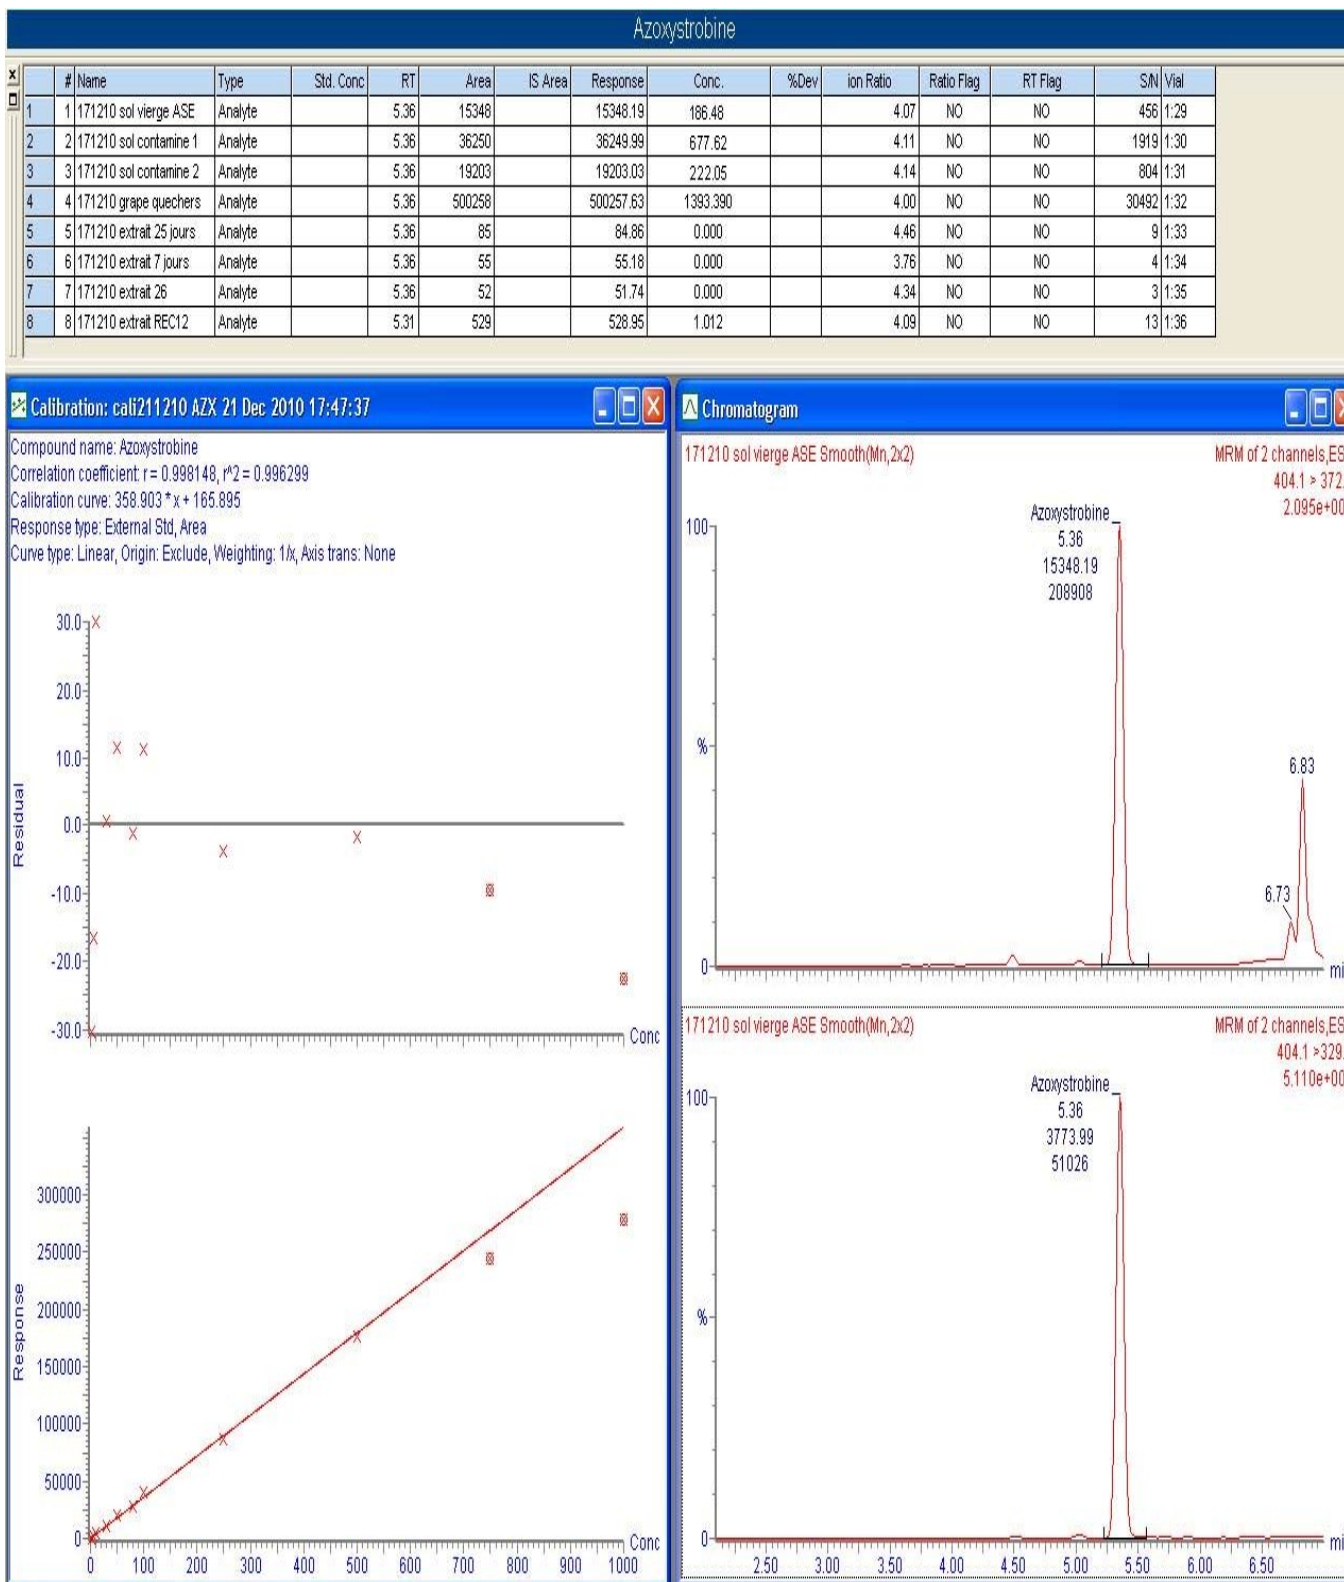 Azoxystrobine
# Name Type Std. Conc RT Area IS Area Response Conc. %Dev ion Ratio Ratio Flag RT Flag S/N Vial
1 1 171210 sol vierge ASE Analyte 5.36 15348 15348.19 186.48 4.07 NO NO 456 1:29
2 2 171210 sol contamine 1 Analyte 5.36 36250 36249.99 677.62 4.11 NO NO 1919 1:30
3 3 171210 sol contamine 2 Analyte 5.36 19203 19203.03 222.05 4.14 NO NO 804 1:31
4 4 171210 grape quechers Analyte 5.36 500258 500257.63 1393.390 4.00 NO NO 30492 1:32
5 5 171210 extrait 25 jours Analyte 5.36 85 84.86 0.000 4.46 NO NO 9 1:33
6 6 171210 extrait 7 jours Analyte 5.36 55 55.18 0.000 3.76 NO NO 4 1:34
7 7 171210 extrait 26 Analyte 5.36 52 51.74 0.000 4.34 NO NO 3 1:35
8 8 171210 extrait REC12 Analyte 5.31 529 528.95 1.012 4.09 NO NO 13 1:36
Calibration: cali211210 AZX 21 Dec 2010 17:47:37
Compound name: Azoxystrobine
Correlation coefficient: r = 0.998148, r^2 = 0.996299
Calibration curve: 358.903 * x + 165.895
Response type: External Std, Area
Curve type: Linear, Origin: Exclude, Weighting: 1/x, Axis trans: None
30.0
20.0
10.0
0.0
-10.0
-20.0
-30.0
Residual
Conc
300000
250000
200000
150000
100000
50000
0
Response
Conc
0 100 200 300 400 500 600 700 800 900 1000
Chromatogram
171210 sol vierge ASE Smooth(Mn,2x2)
MRM of 2 channels,ES
404.1 > 372.
2.095e+00
Azoxystrobine
5.36
15348.19
208908
100
%
0
6.83
6.73
mi
171210 sol vierge ASE Smooth(Mn,2x2)
MRM of 2 channels,ES
404.1 >329.
5.110e+00
Azoxystrobine
5.36
3773.99
51026
100
%
0
mi
2.50 3.00 3.50 4.00 4.50 5.00 5.50 6.00 6.50